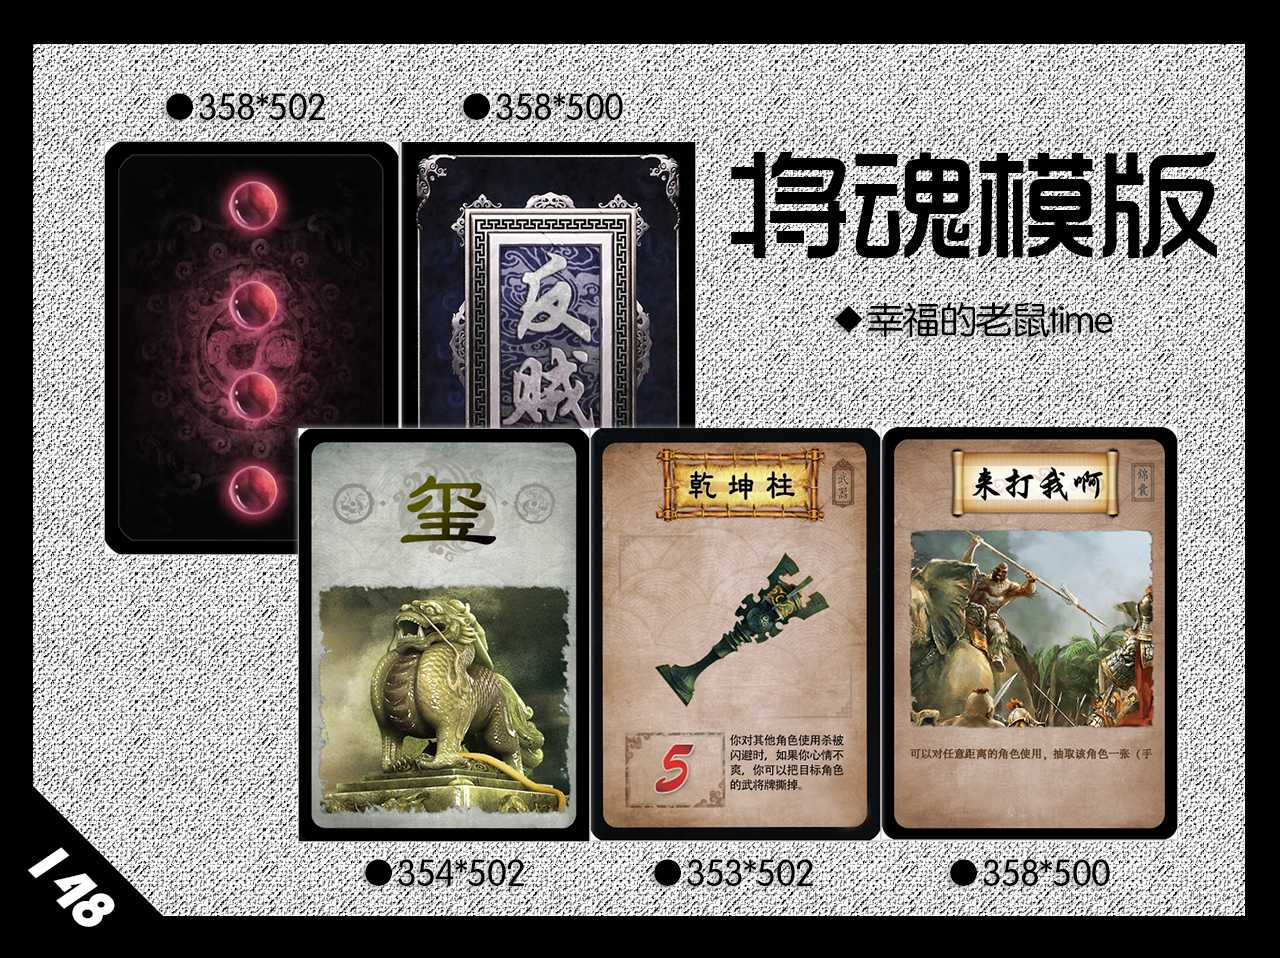 ●358*502
●358*500
将魂模版
◆幸福的老鼠time
反贼
玺
乾坤柱
武器
5
你对其他角色使用杀被
闪避时，如果你心情不
爽，你可以把目标角色
的武将牌撕掉。
来打我啊
锦囊
可以对任意距离的角色使用，抽取该角色一张（手
●354*502
●353*502
●358*500
148